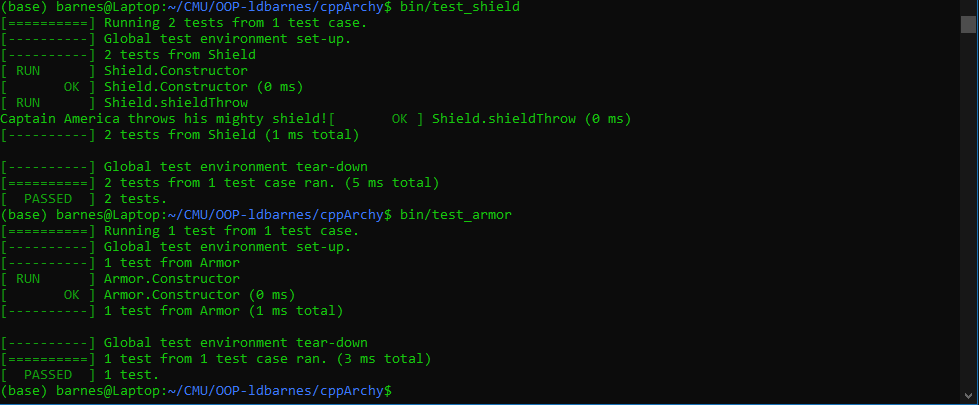 (base) barnes@Laptop:~/CMU/OOP-ldbarnes/cppArchy$ bin/test_shield
[==========] Running 2 tests from 1 test case.
[----------] Global test environment set-up.
[----------] 2 tests from Shield
[ RUN      ] Shield.Constructor
[       OK ] Shield.Constructor (0 ms)
[ RUN      ] Shield.shieldThrow
Captain America throws his mighty shield![       OK ] Shield.shieldThrow (0 ms)
[----------] 2 tests from Shield (1 ms total)

[----------] Global test environment tear-down
[==========] 2 tests from 1 test case ran. (5 ms total)
[  PASSED  ] 2 tests.
(base) barnes@Laptop:~/CMU/OOP-ldbarnes/cppArchy$ bin/test_armor
[==========] Running 1 test from 1 test case.
[----------] Global test environment set-up.
[----------] 1 test from Armor
[ RUN      ] Armor.Constructor
[       OK ] Armor.Constructor (0 ms)
[----------] 1 test from Armor (1 ms total)

[----------] Global test environment tear-down
[==========] 1 test from 1 test case ran. (3 ms total)
[  PASSED  ] 1 test.
(base) barnes@Laptop:~/CMU/OOP-ldbarnes/cppArchy$